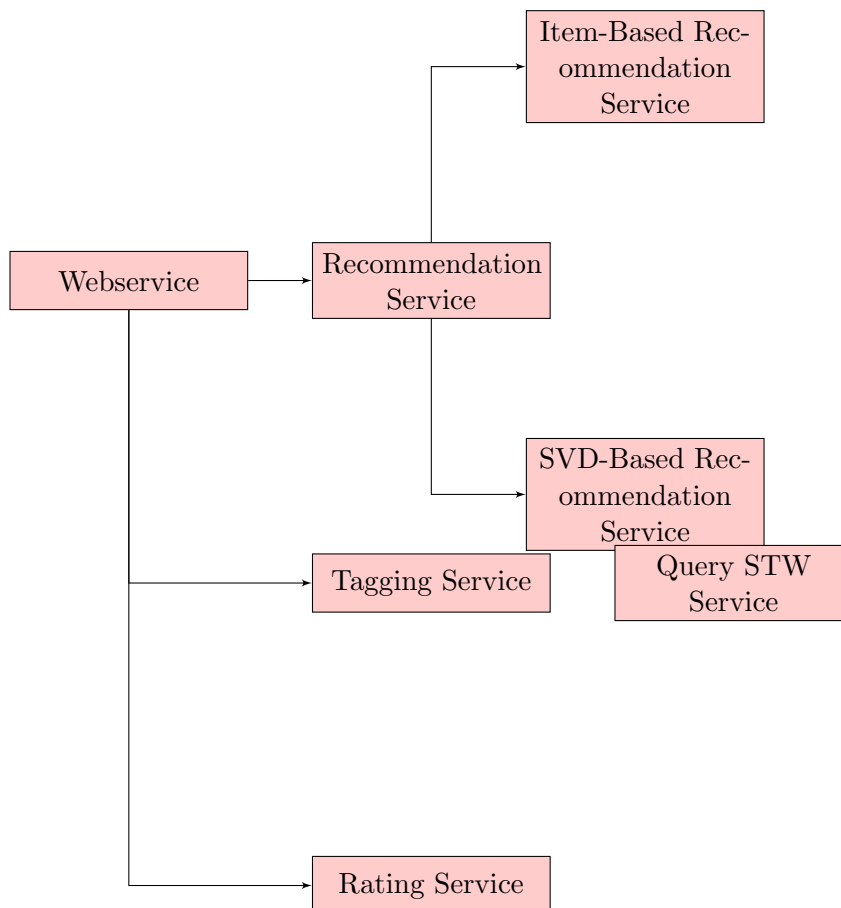 Item-Based Rec-
ommendation
Service
Webservice
Recommendation
Service
SVD-Based Rec-
ommendation
Service
Tagging Service
Query STW
Service
Rating Service